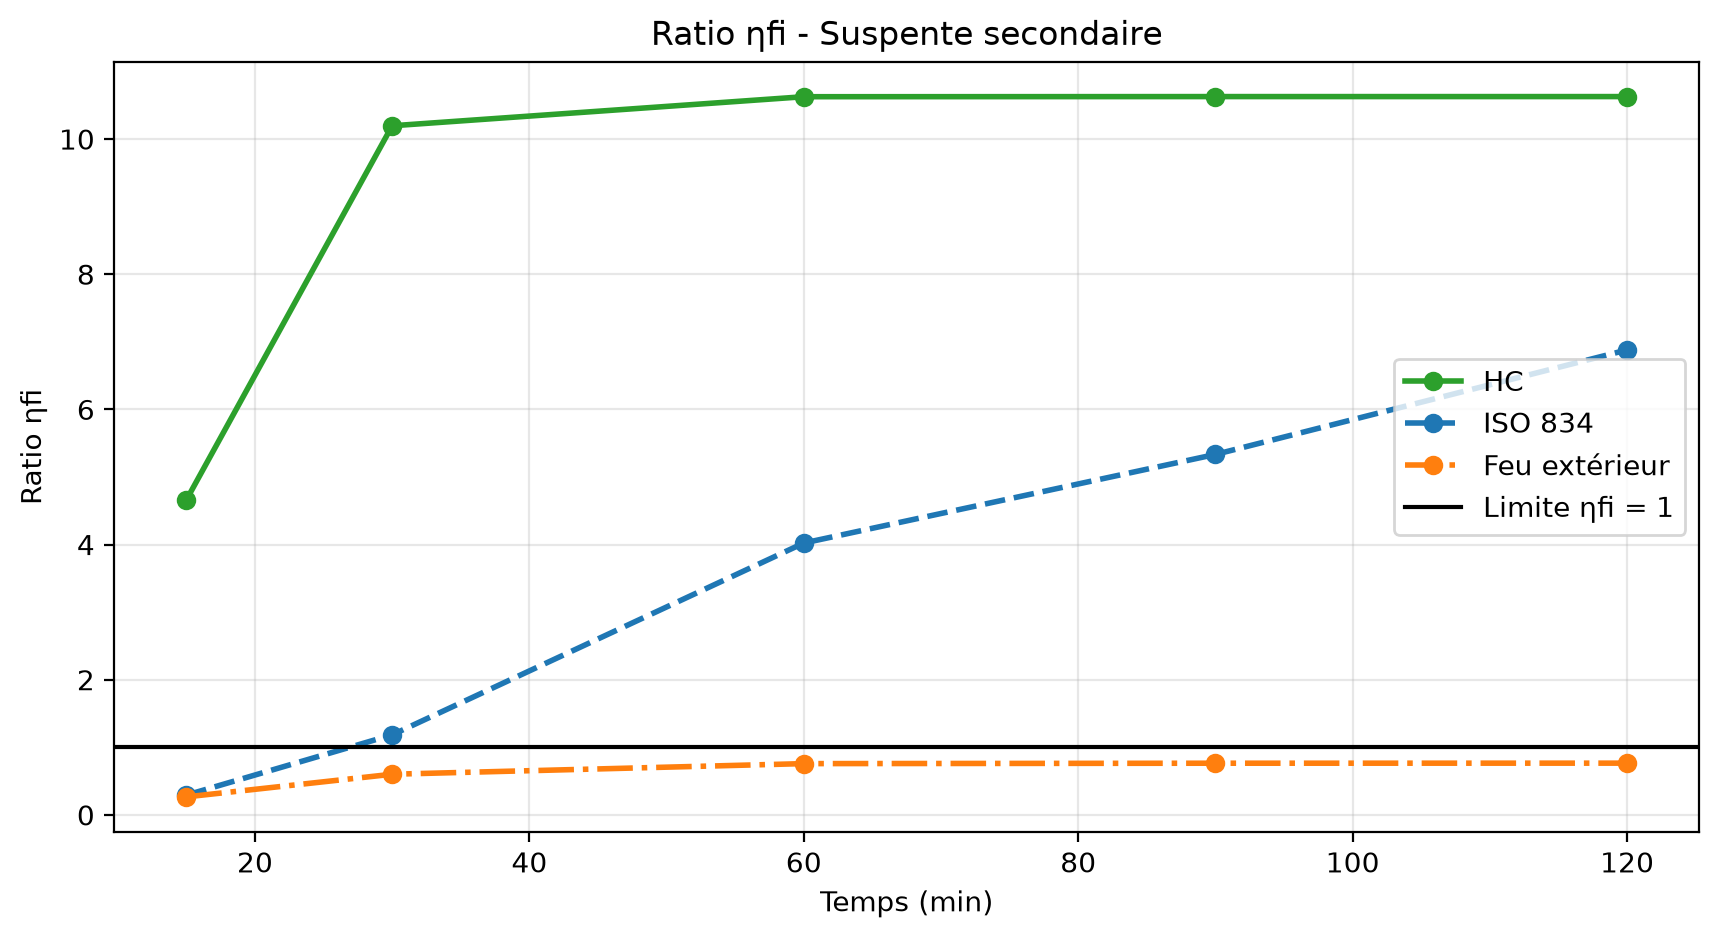 Ratio ηfi - Suspente secondaire
Ratio ηfi
10
8
6
4
2
0
HC
ISO 834
Feu extérieur
Limite ηfi = 1
20 40 60 80 100 120
Temps (min)